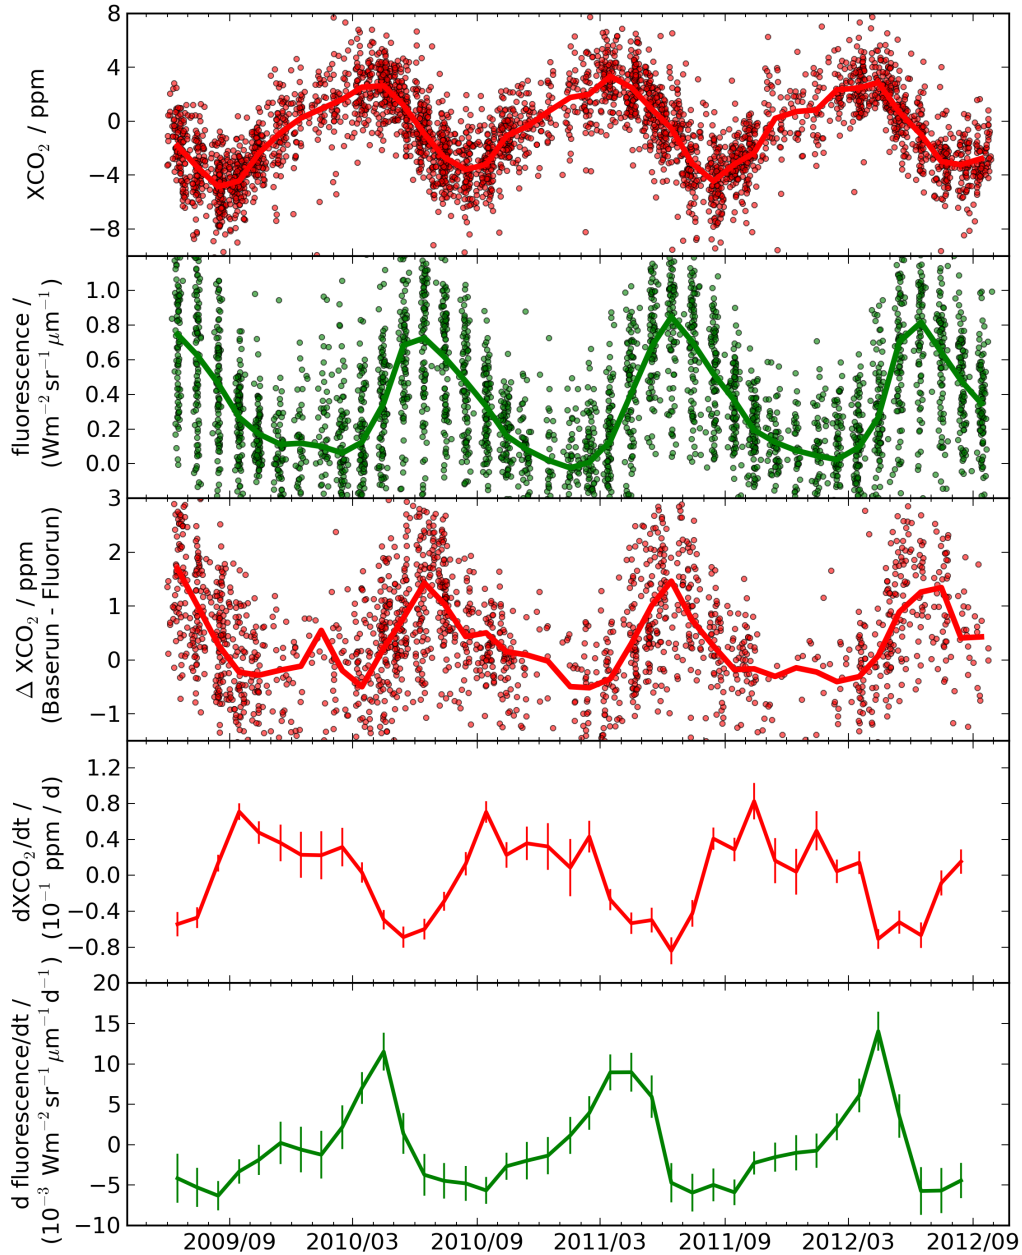 XCO₂ / ppm
8
4
0
−4
−8
fluorescence /
(Wm⁻² sr⁻¹ μm⁻¹)
1.0
0.8
0.6
0.4
0.2
0.0
Δ XCO₂ / ppm
(Baserun - Fluorun)
3
2
1
0
−1
dXCO₂/dt /
(10⁻¹ ppm / d)
1.2
0.8
0.4
0.0
−0.4
−0.8
d fluorescence/dt /
(10⁻³ Wm⁻² sr⁻¹ μm⁻¹ d⁻¹)
20
15
10
5
0
−5
−10
2009/09 2010/03 2010/09 2011/03 2011/09 2012/03 2012/09